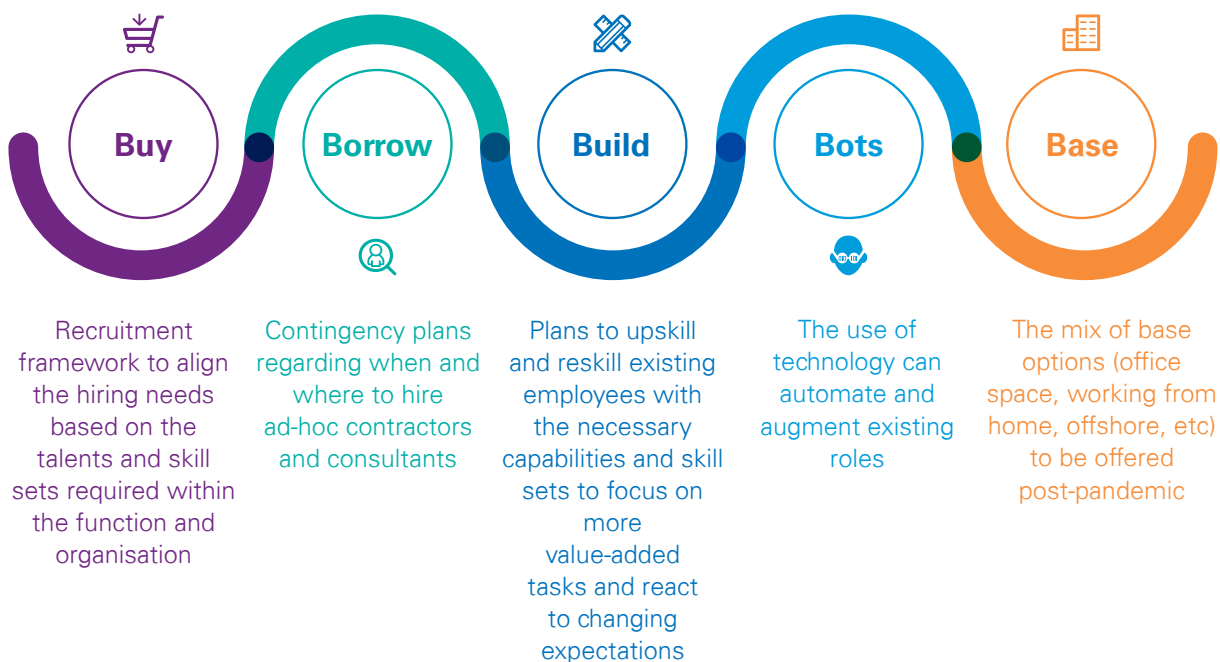 Buy
Borrow
Build
Bots
Base
Recruitment
framework to align
the hiring needs
based on the
talents and skill
sets required within
the function and
organisation
Contingency plans
regarding when and
where to hire
ad-hoc contractors
and consultants
Plans to upskill
and reskill existing
employees with
the necessary
capabilities and skill
sets to focus on
more
value-added
tasks and react
to changing
expectations
The use of
technology can
automate and
augment existing
roles
The mix of base
options (office
space, working from
home, offshore, etc)
to be offered
post-pandemic